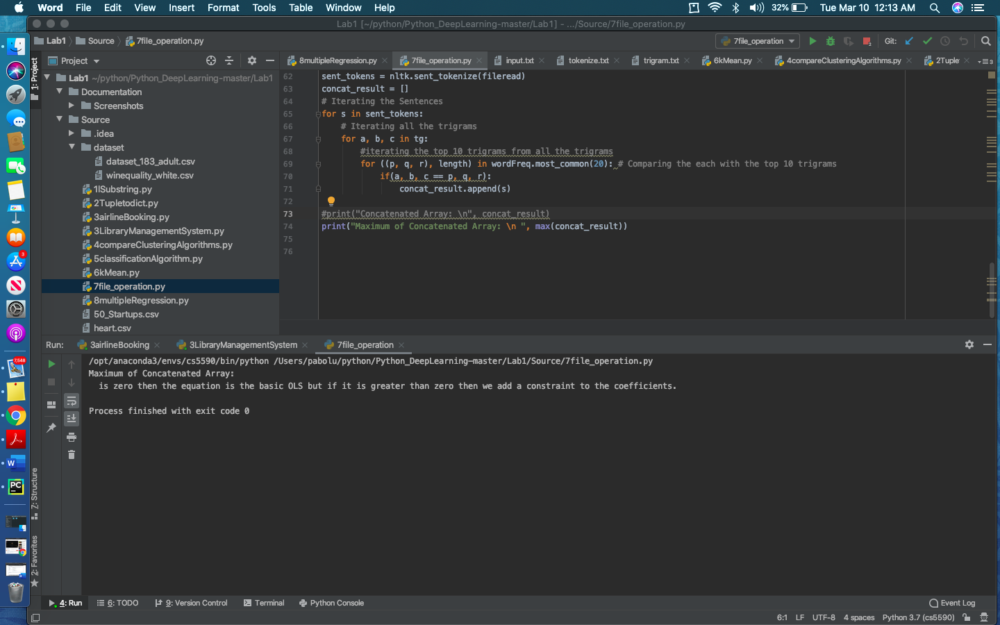 Word File Edit View Insert Format Tools Table Window Help 32% Tue Mar 10 12:13 AM
Lab1 [~/python/Python_DeepLearning-master/Lab1] - .../Source/7file_operation.py
Lab1 Source 7file_operation.py 7file_operation Git:
Project 8multipleRegression.py 7file_operation.py input.txt tokenize.txt trigram.txt 6kMean.py 4compareClusteringAlgorithms.py 2Tuple 3
1: Project
Lab1 ~/python/Python_DeepLearning-master/Lab1
Documentation
Screenshots
Source
.idea
dataset
dataset_183_adult.csv
winequality_white.csv
1lSubstring.py
2Tupletodict.py
3airlineBooking.py
3LibraryManagementSystem.py
4compareClusteringAlgorithms.py
5classificationAlgorithm.py
6kMean.py
7file_operation.py
8multipleRegression.py
50_Startups.csv
heart.csv
62 sent_tokens = nltk.sent_tokenize(fileread)
63 concat_result = []
64 # Iterating the Sentences
65 for s in sent_tokens:
66 # Iterating all the trigrams
67 for a, b, c in tg:
68 #iterating the top 10 trigrams from all the trigrams
69 for ((p, q, r), length) in wordFreq.most_common(20): # Comparing the each with the top 10 trigrams
70 if(a, b, c == p, q, r):
71 concat_result.append(s)
72
73 #print("Concatenated Array: \n", concat_result)
74 print("Maximum of Concatenated Array: \n ", max(concat_result))
75
76
3
7,548
PC
W
Run: 3airlineBooking 3LibraryManagementSystem 7file_operation
/opt/anaconda3/envs/cs5590/bin/python /Users/pabolu/python/Python_DeepLearning-master/Lab1/Source/7file_operation.py
Maximum of Concatenated Array:
is zero then the equation is the basic OLS but if it is greater than zero then we add a constraint to the coefficients.
Process finished with exit code 0
Z: Structure
2: Favorites
4: Run 6: TODO 9: Version Control Terminal Python Console Event Log
6:1 LF UTF-8 4 spaces Python 3.7 (cs5590)